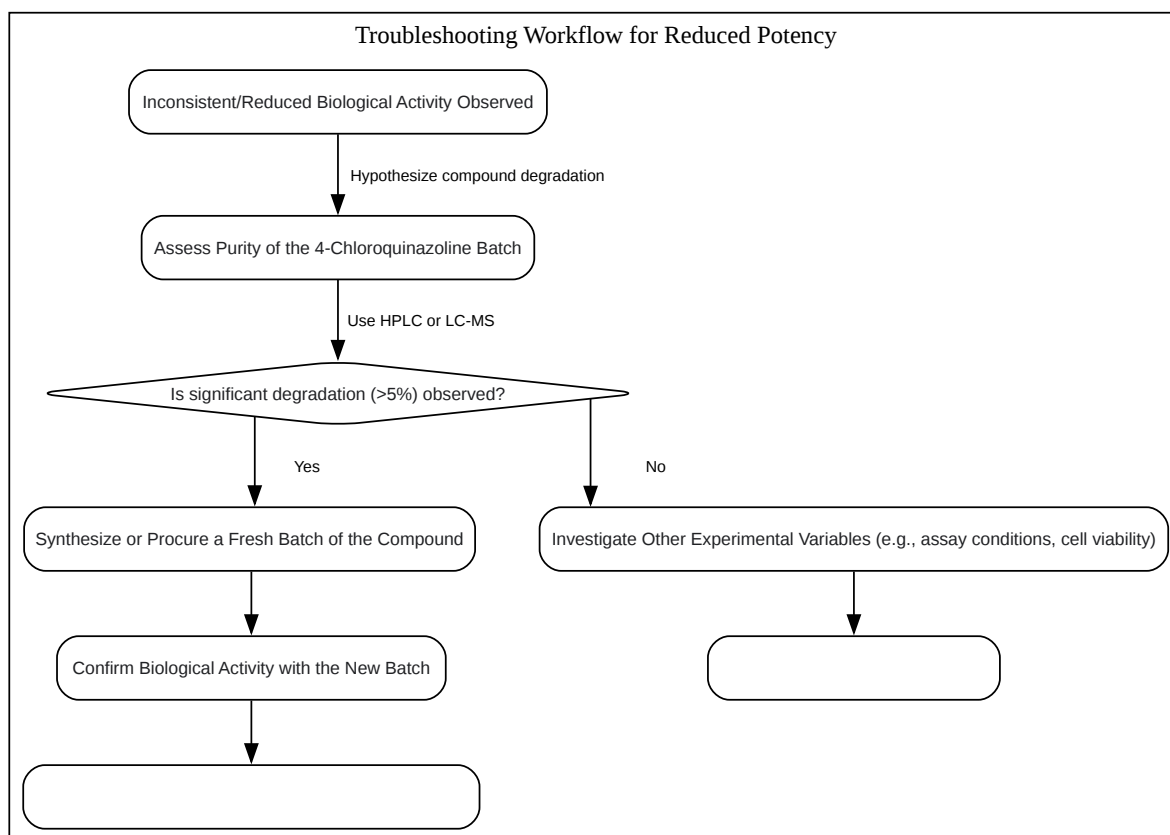 Troubleshooting Workflow for Reduced Potency
Inconsistent/Reduced Biological Activity Observed
Hypothesize compound degradation
Assess Purity of the 4-Chloroquinazoline Batch
Use HPLC or LC-MS
Is significant degradation (>5%) observed?
Yes
No
Synthesize or Procure a Fresh Batch of the Compound
Investigate Other Experimental Variables (e.g., assay conditions, cell viability)
Confirm Biological Activity with the New Batch